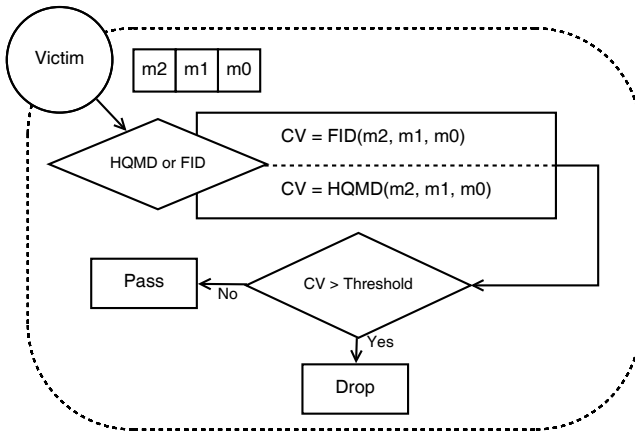 Victim
m2 m1 m0
HQMD or FID
CV = FID(m2, m1, m0)
CV = HQMD(m2, m1, m0)
Pass
No
CV > Threshold
Yes
Drop